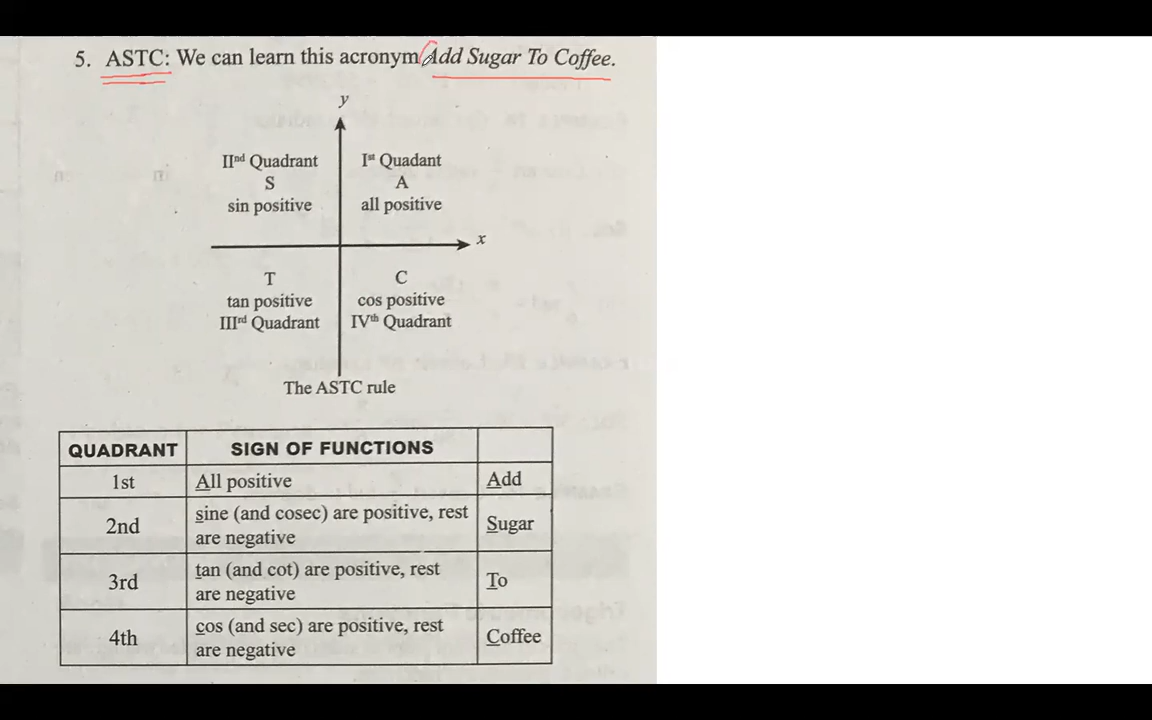 5. ASTC: We can learn this acronym Add Sugar To Coffee.
y
IInd Quadrant Ist Quadant
S A
sin positive all positive
x
T C
tan positive cos positive
IIIrd Quadrant IVth Quadrant
The ASTC rule
QUADRANT SIGN OF FUNCTIONS
1st All positive Add
2nd sine (and cosec) are positive, rest
are negative Sugar
3rd tan (and cot) are positive, rest
are negative To
4th cos (and sec) are positive, rest
are negative Coffee